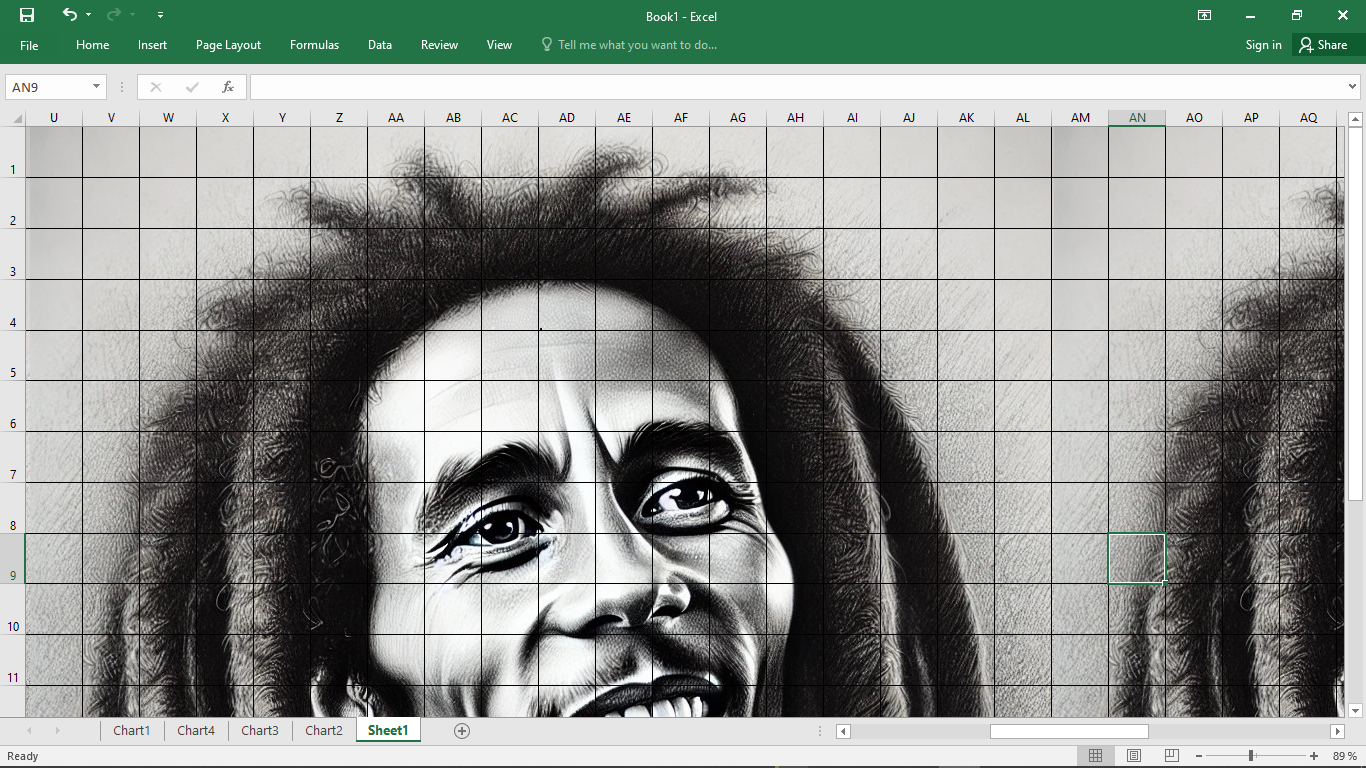 Book1 - Excel
File Home Insert Page Layout Formulas Data Review View Tell me what you want to do... Sign in Share
AN9 fx
U V W X Y Z AA AB AC AD AE AF AG AH AI AJ AK AL AM AN AO AP AQ
1
2
3
4
5
6
7
8
9
10
11
Chart1 Chart4 Chart3 Chart2 Sheet1
Ready 89 %